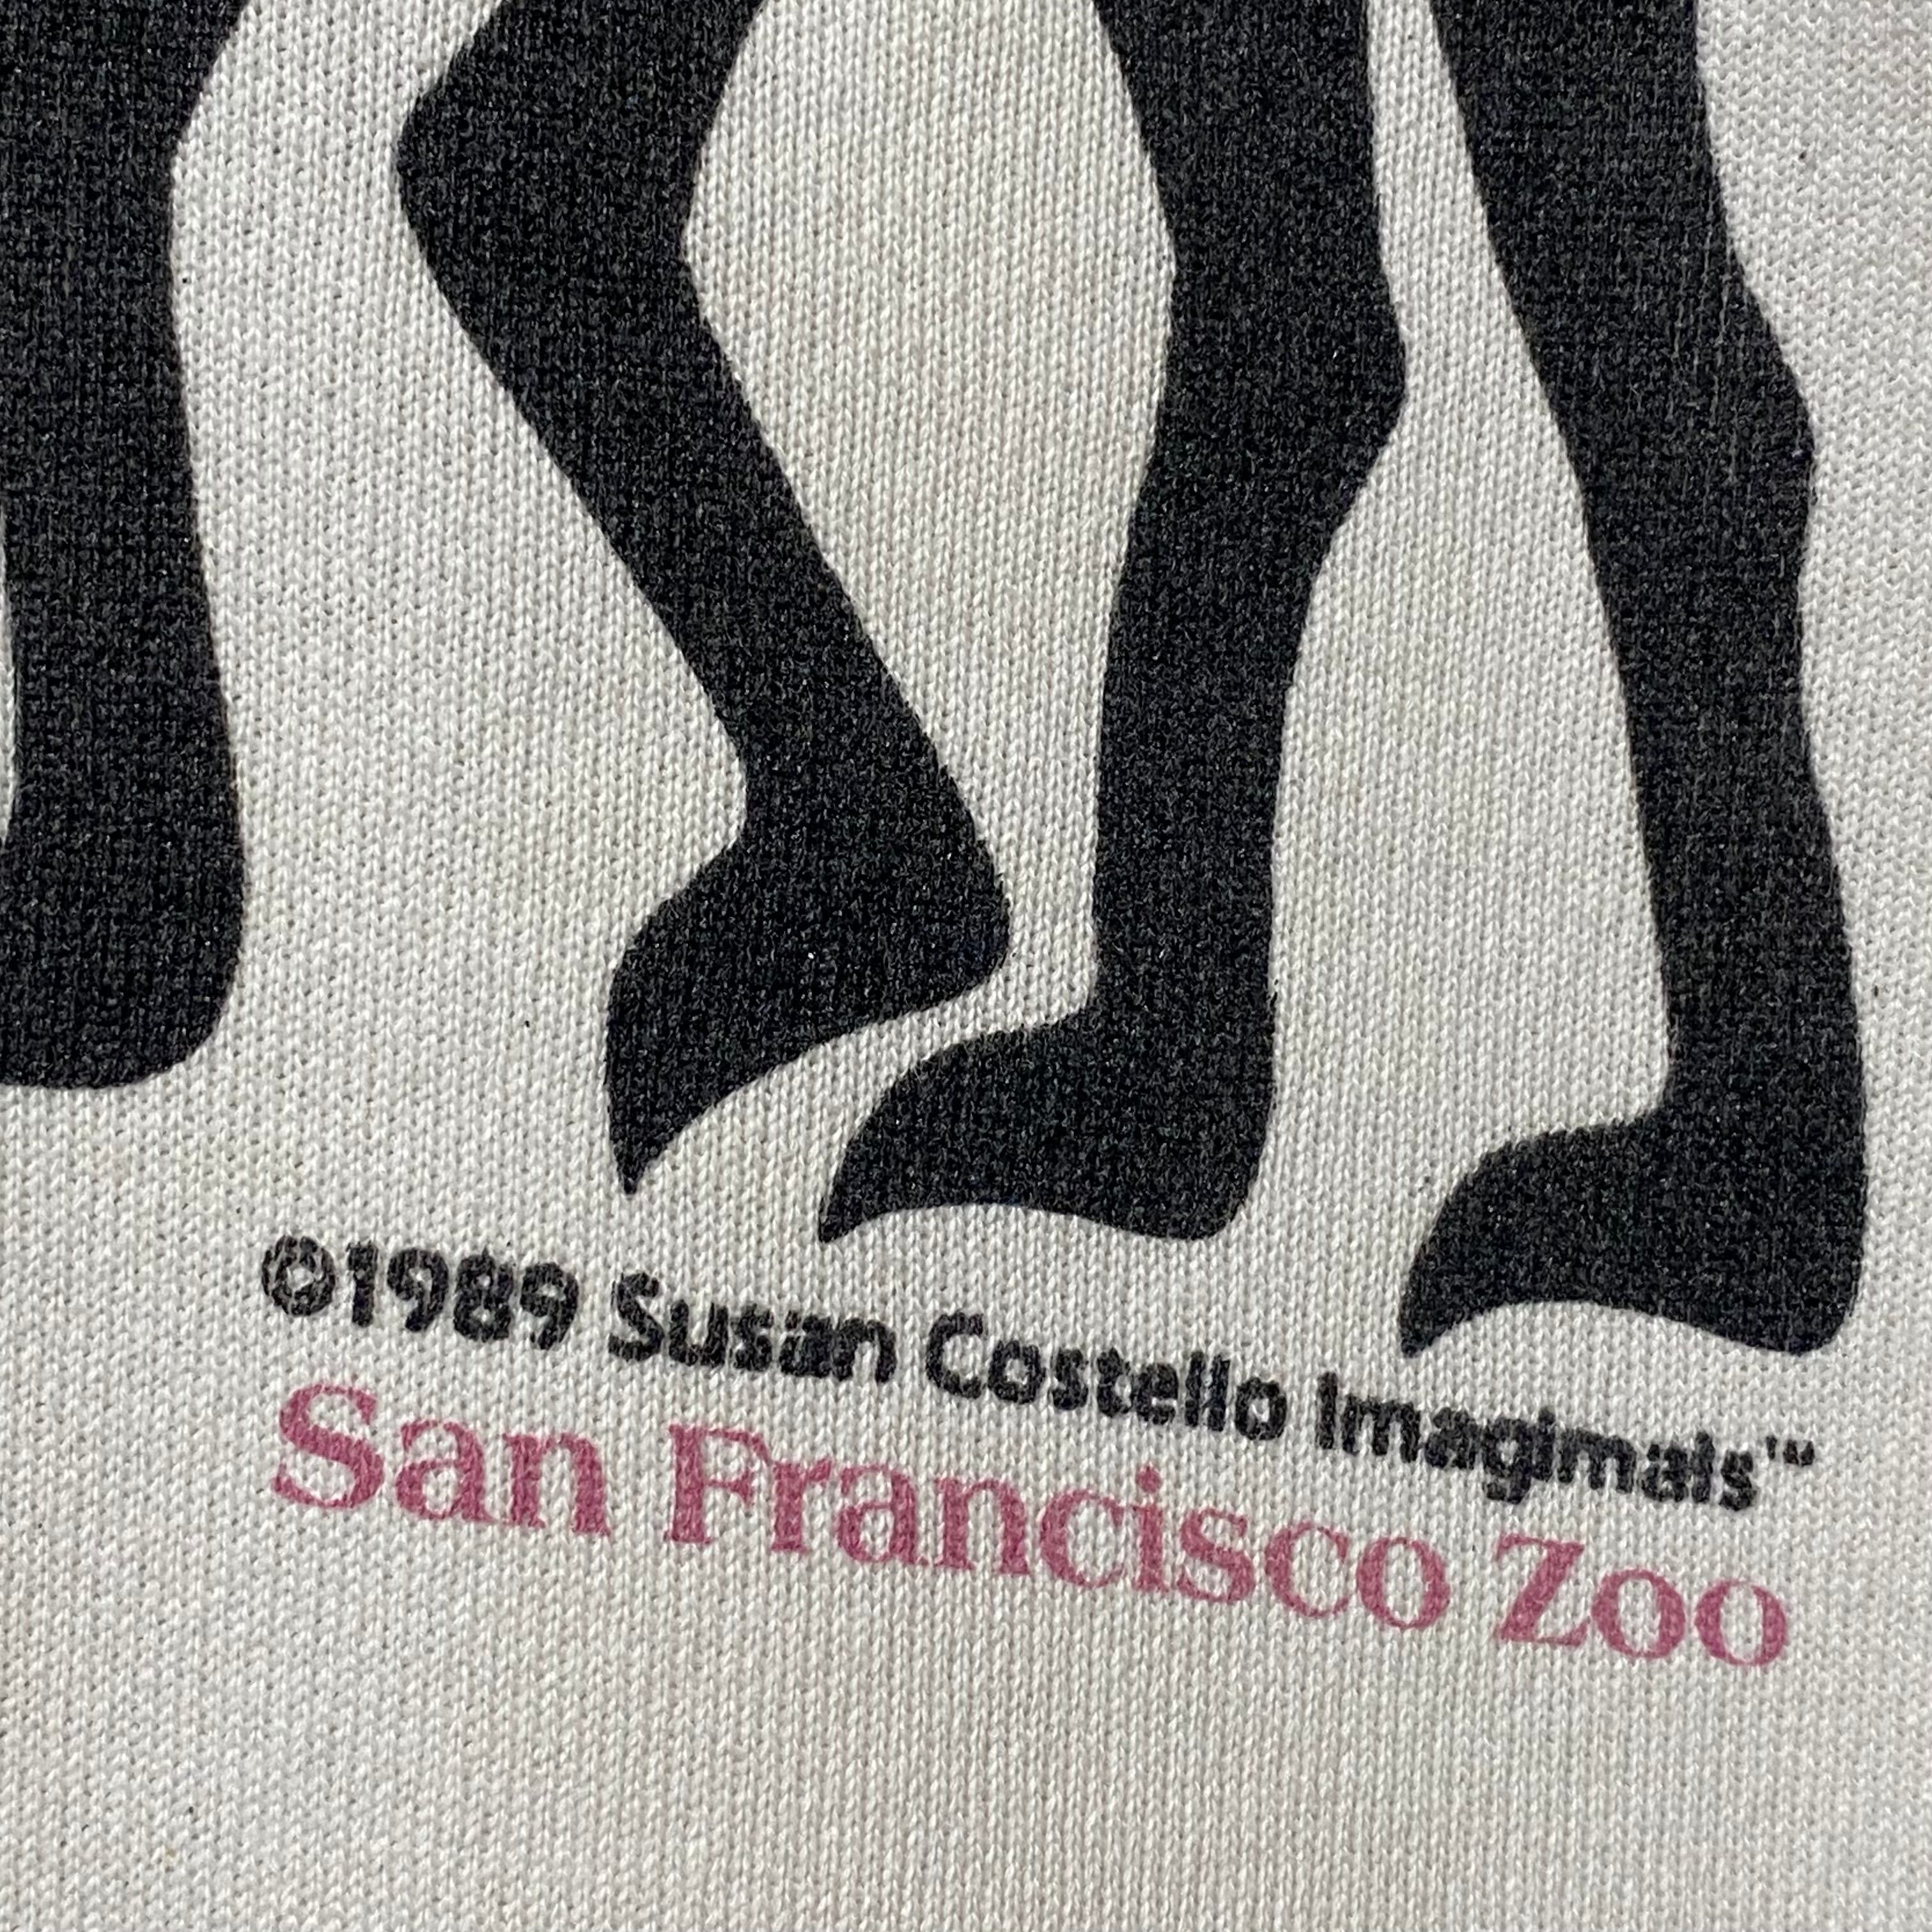 ©1989 Susan Costello Imagimals™
San Francisco Zoo